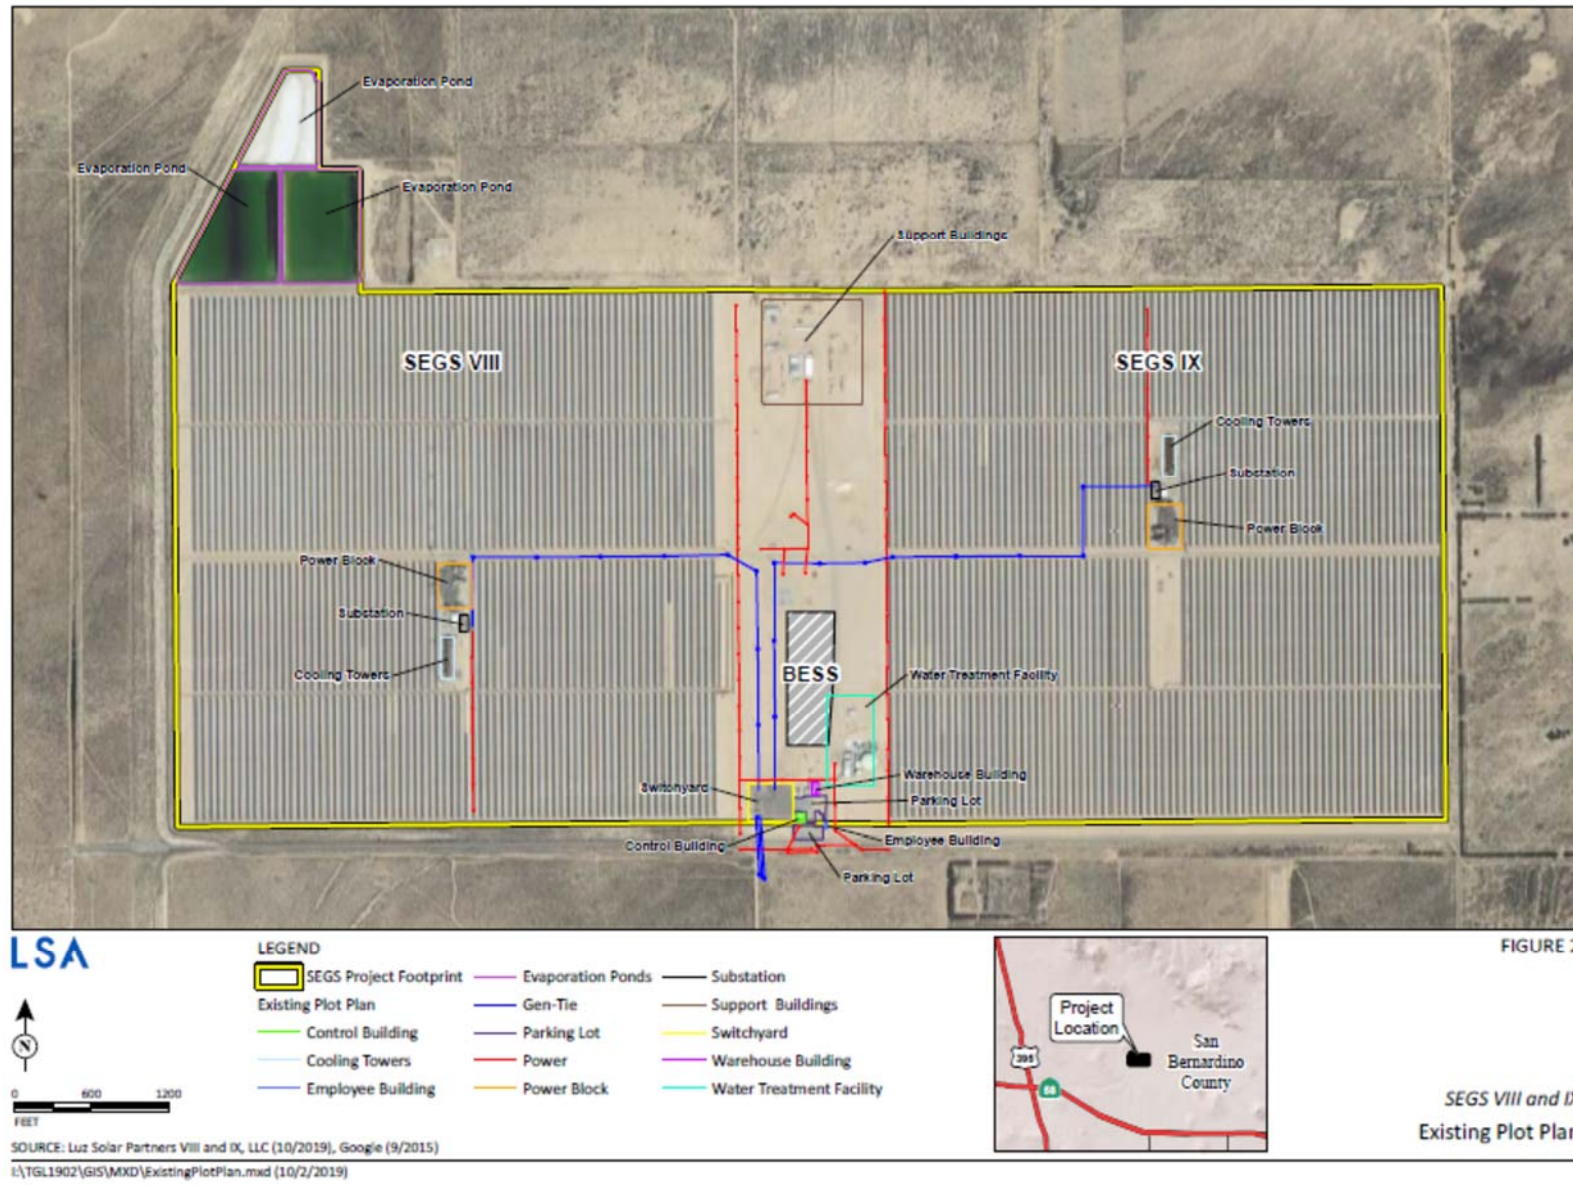 Evaporation Pond
Evaporation Pond
Evaporation Pond
Support Buildings
SEGS VIII
SEGS IX
Cooling Towers
Substation
Power Block
Power Block
Substation
Cooling Towers
BESS
Water Treatment Facility
Switchyard
Warehouse Building
Parking Lot
Control Building
Employee Building
Parking Lot
LSA
N
0 600 1200
FEET
LEGEND
SEGS Project Footprint
Existing Plot Plan
Control Building
Cooling Towers
Employee Building
Evaporation Ponds
Gen-Tie
Parking Lot
Power
Power Block
Substation
Support Buildings
Switchyard
Warehouse Building
Water Treatment Facility
Project
Location
395
San
Bernardino
County
FIGURE 2
SEGS VIII and IX
Existing Plot Plan
SOURCE: Luz Solar Partners VIII and IX, LLC (10/2019), Google (9/2015)
I:\TGL1902\GIS\MXD\ExistingPlotPlan.mxd (10/2/2019)